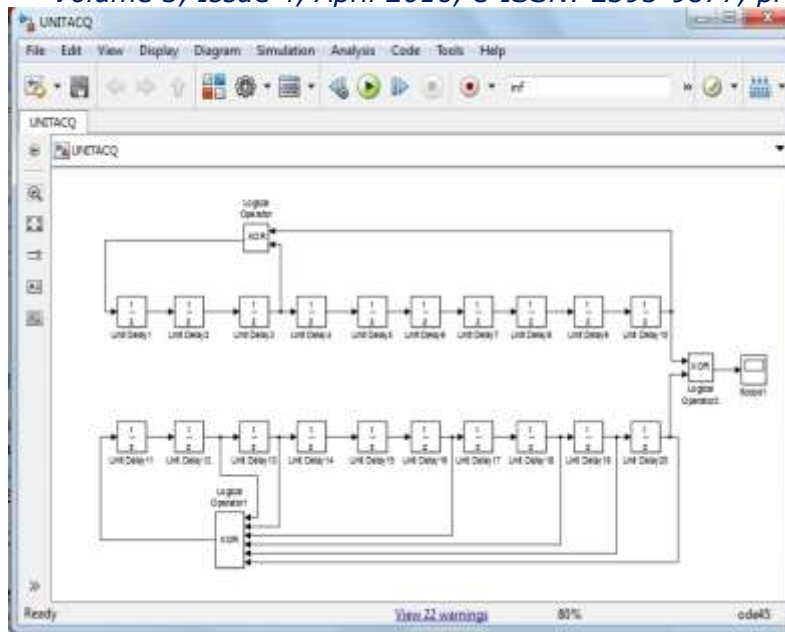 Volume 3, Issue 4, April 2016, e-ISSN: 2393-9877, p
UNITACQ
File Edit View Display Diagram Simulation Analysis Code Tools Help
inf
UNITACQ
UNITACQ
Logical
Operator
XOR
Unit Delay1 Unit Delay2 Unit Delay3 Unit Delay4 Unit Delay5 Unit Delay6 Unit Delay7 Unit Delay8 Unit Delay9 Unit Delay10
XOR
Logical
Operator2
Scope1
Unit Delay11 Unit Delay12 Unit Delay13 Unit Delay14 Unit Delay15 Unit Delay16 Unit Delay17 Unit Delay18 Unit Delay19 Unit Delay20
Logical
Operator1
XOR
Ready View 22 warnings 80% ode45